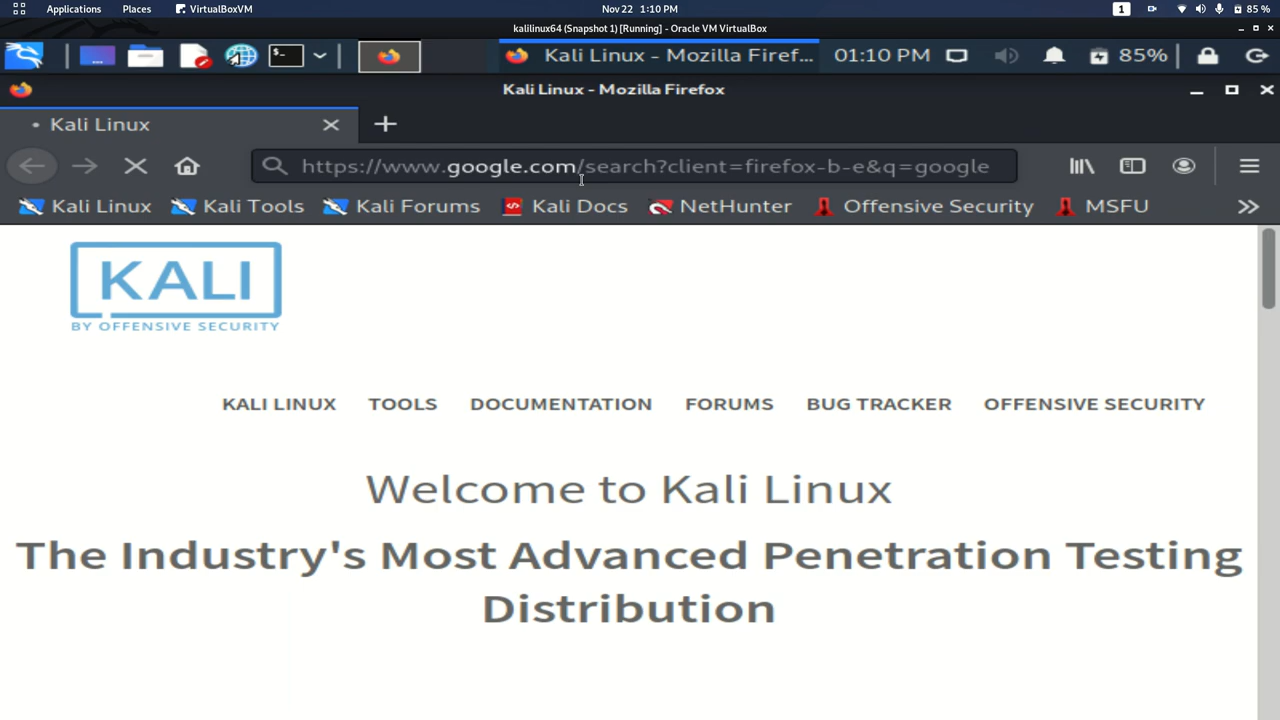 Applications Places VirtualBoxVM Nov 22 1:10 PM 1 85 %
kalilinux64 (Snapshot 1) [Running] - Oracle VM VirtualBox
$- Kali Linux - Mozilla Firef... 01:10 PM 85%
Kali Linux - Mozilla Firefox
• Kali Linux
https://www.google.com/search?client=firefox-b-e&q=google
Kali Linux Kali Tools Kali Forums Kali Docs NetHunter Offensive Security MSFU
KALI
BY OFFENSIVE SECURITY
KALI LINUX TOOLS DOCUMENTATION FORUMS BUG TRACKER OFFENSIVE SECURITY
Welcome to Kali Linux
The Industry's Most Advanced Penetration Testing
Distribution